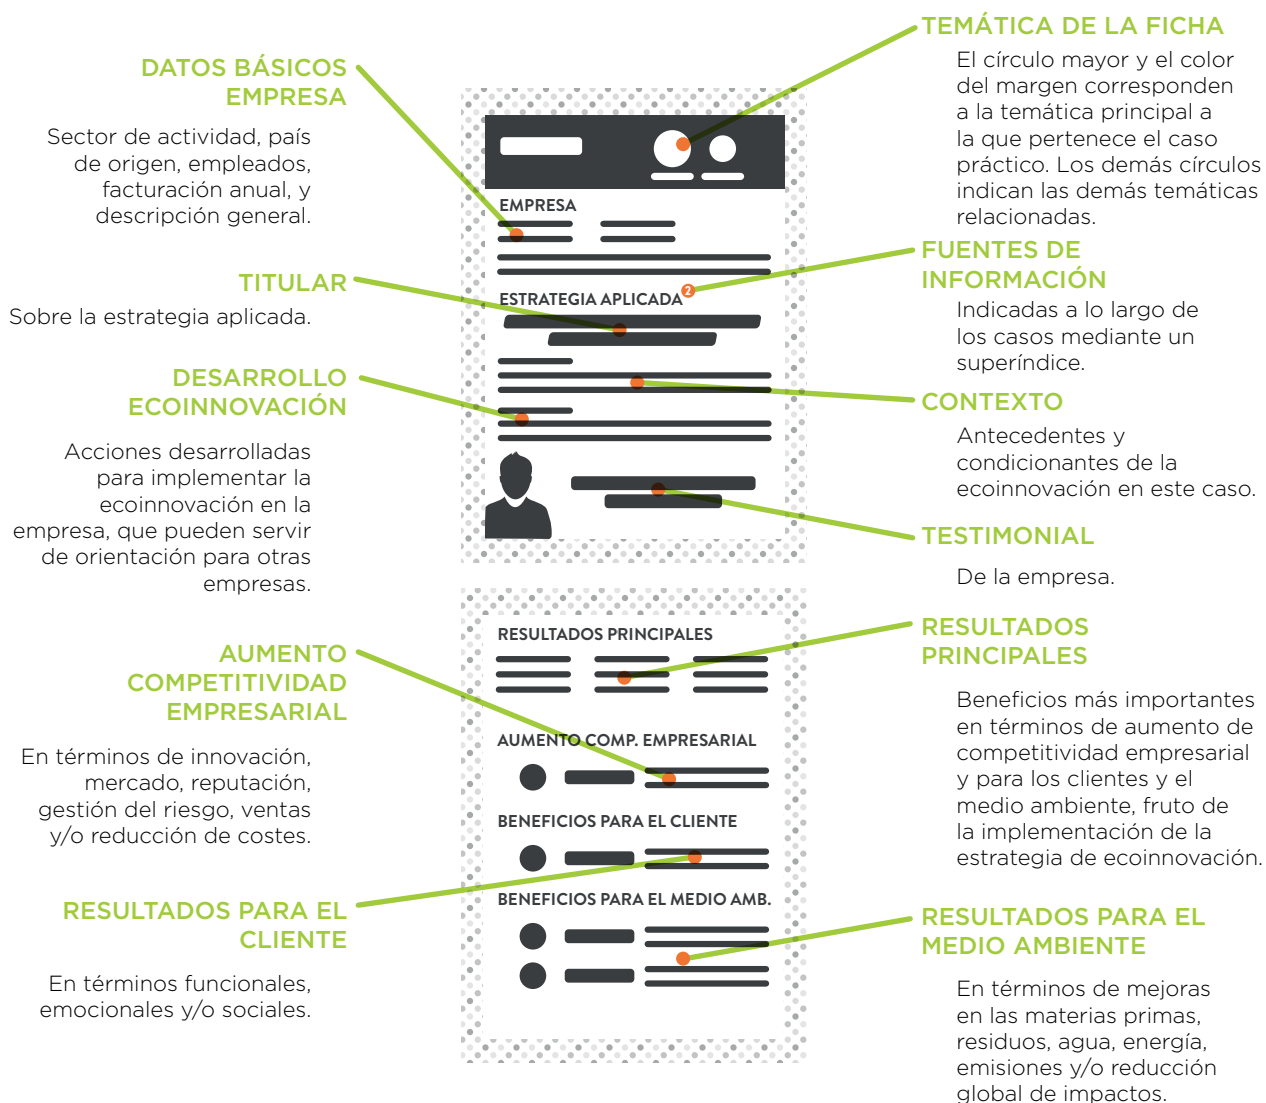 TEMÁTICA DE LA FICHA
El círculo mayor y el color
del margen corresponden
a la temática principal a
la que pertenece el caso
práctico. Los demás círculos
indican las demás temáticas
relacionadas.
DATOS BÁSICOS
EMPRESA
Sector de actividad, país
de origen, empleados,
facturación anual, y
descripción general.
EMPRESA
FUENTES DE
INFORMACIÓN
Indicadas a lo largo de
los casos mediante un
superíndice.
TITULAR
Sobre la estrategia aplicada.
ESTRATEGIA APLICADA 2
DESARROLLO
ECOINNOVACIÓN
Acciones desarrolladas
para implementar la
ecoinnovación en la
empresa, que pueden servir
de orientación para otras
empresas.
CONTEXTO
Antecedentes y
condicionantes de la
ecoinnovación en este caso.
TESTIMONIAL
De la empresa.
RESULTADOS PRINCIPALES
RESULTADOS
PRINCIPALES
Beneficios más importantes
en términos de aumento de
competitividad empresarial
y para los clientes y el
medio ambiente, fruto de
la implementación de la
estrategia de ecoinnovación.
AUMENTO
COMPETITIVIDAD
EMPRESARIAL
En términos de innovación,
mercado, reputación,
gestión del riesgo, ventas
y/o reducción de costes.
AUMENTO COMP. EMPRESARIAL
BENEFICIOS PARA EL CLIENTE
BENEFICIOS PARA EL MEDIO AMB.
RESULTADOS PARA EL
CLIENTE
En términos funcionales,
emocionales y/o sociales.
RESULTADOS PARA EL
MEDIO AMBIENTE
En términos de mejoras
en las materias primas,
residuos, agua, energía,
emisiones y/o reducción
global de impactos.